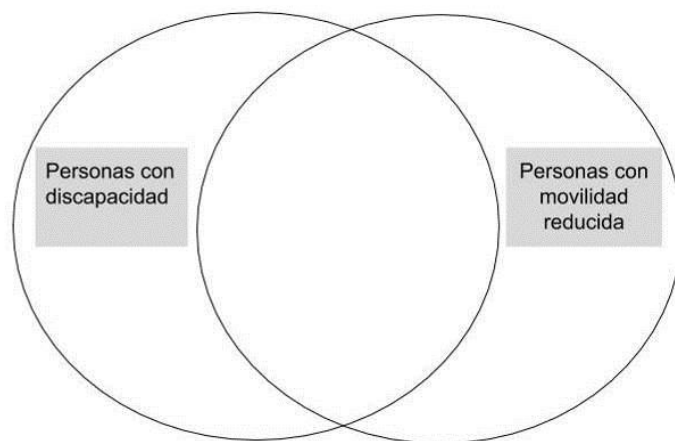 Personas con
discapacidad
Personas con
movilidad
reducida